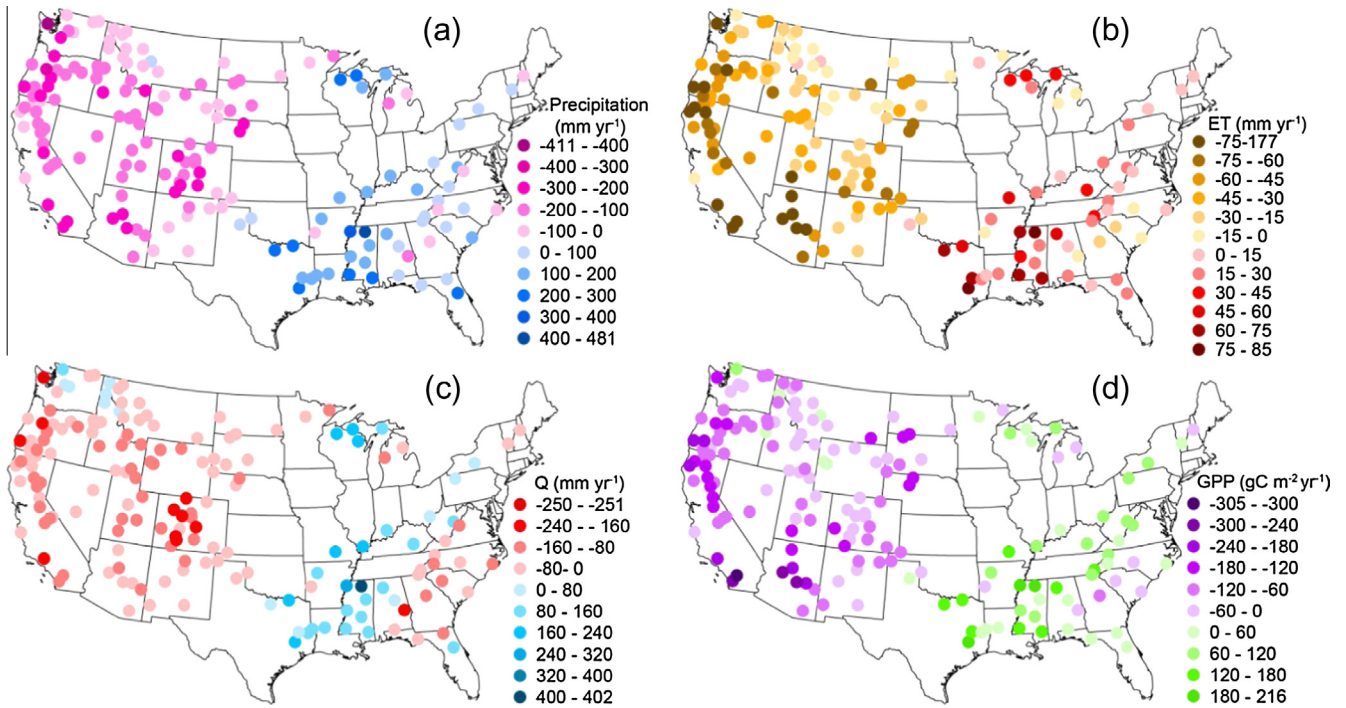 (a)
Precipitation
(mm yr⁻¹)
-411 - -400
-400 - -300
-300 - -200
-200 - -100
-100 - 0
0 - 100
100 - 200
200 - 300
300 - 400
400 - 481
(b)
ET (mm yr⁻¹)
-75-177
-75 - -60
-60 - -45
-45 - -30
-30 - -15
-15 - 0
0 - 15
15 - 30
30 - 45
45 - 60
60 - 75
75 - 85
(c)
Q (mm yr⁻¹)
-250 - -251
-240 - -160
-160 - -80
-80- 0
0 - 80
80 - 160
160 - 240
240 - 320
320 - 400
400 - 402
(d)
GPP (gC m⁻² yr⁻¹)
-305 - -300
-300 - -240
-240 - -180
-180 - -120
-120 - -60
-60 - 0
0 - 60
60 - 120
120 - 180
180 - 216